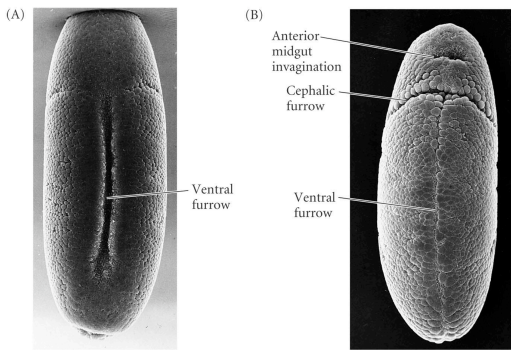 (A)
Ventral
furrow
(B)
Anterior
midgut
invagination
Cephalic
furrow
Ventral
furrow